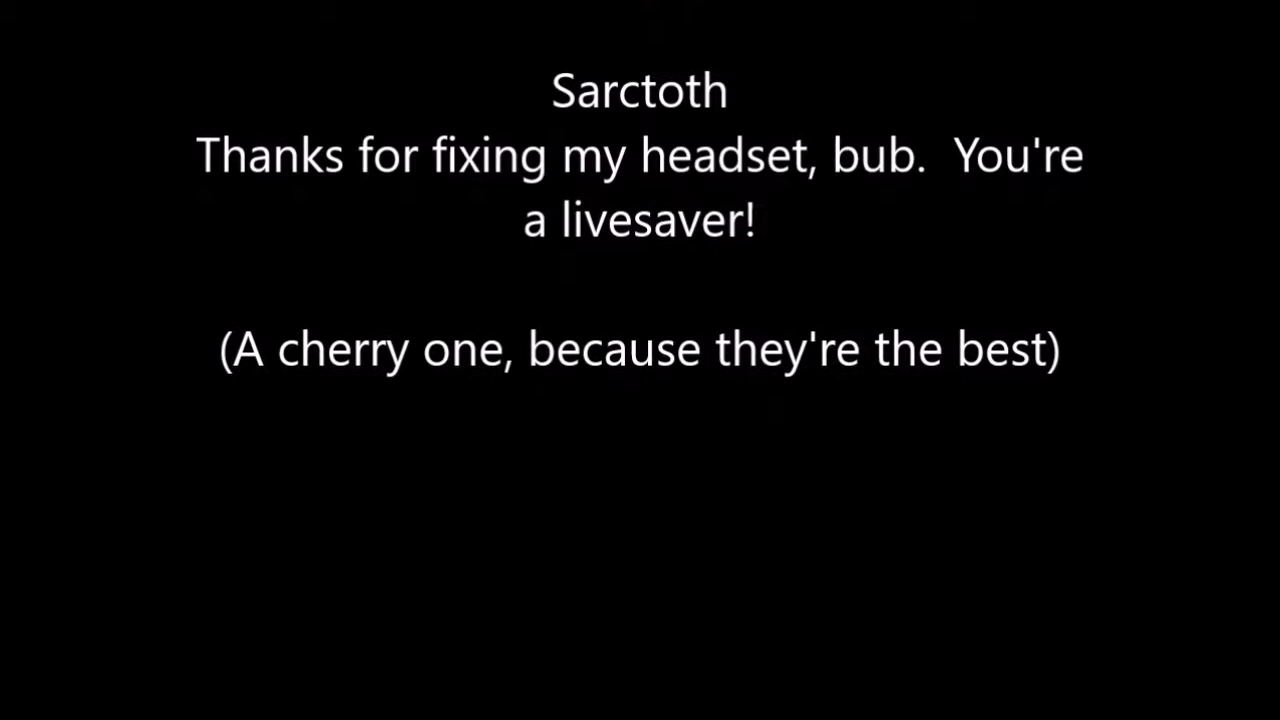 Sarctoth
Thanks for fixing my headset, bub.  You're
a livesaver!
(A cherry one, because they're the best)